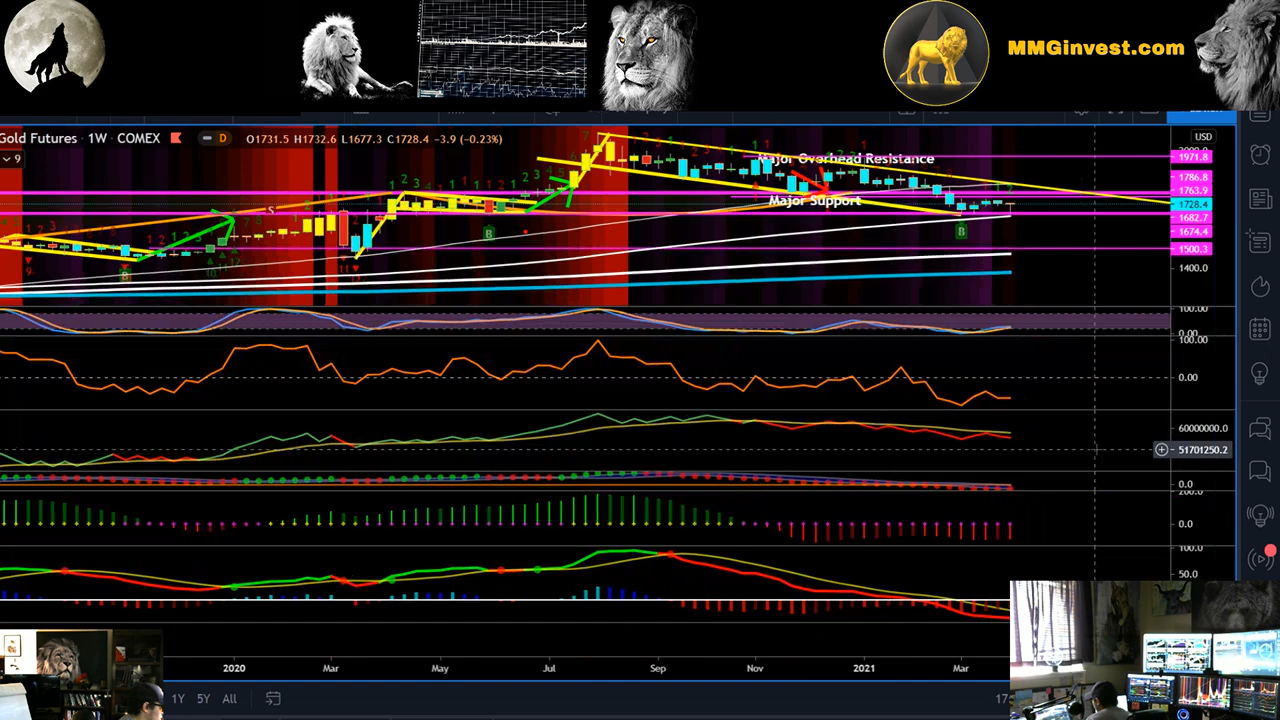 MMGinvest.com
Gold Futures · 1W · COMEX D O1731.5 H1732.6 L1677.3 C1728.4 −3.9 (−0.23%)
9
USD
Major Overhead Resistance
Major Support
1971.8
1786.8
1763.9
1728.4
1682.7
1674.4
1500.3
1400.0
B
B
B
S
100.00
0.00
100.00
0.00
60000000.0
51701250.2
0.0
200.0
0.0
100.0
50.0
2020 Mar May Jul Sep Nov 2021 Mar
1Y 5Y All